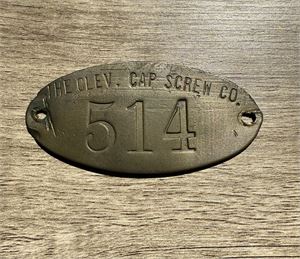 THE CLEV. CAP SCREW CO.
514